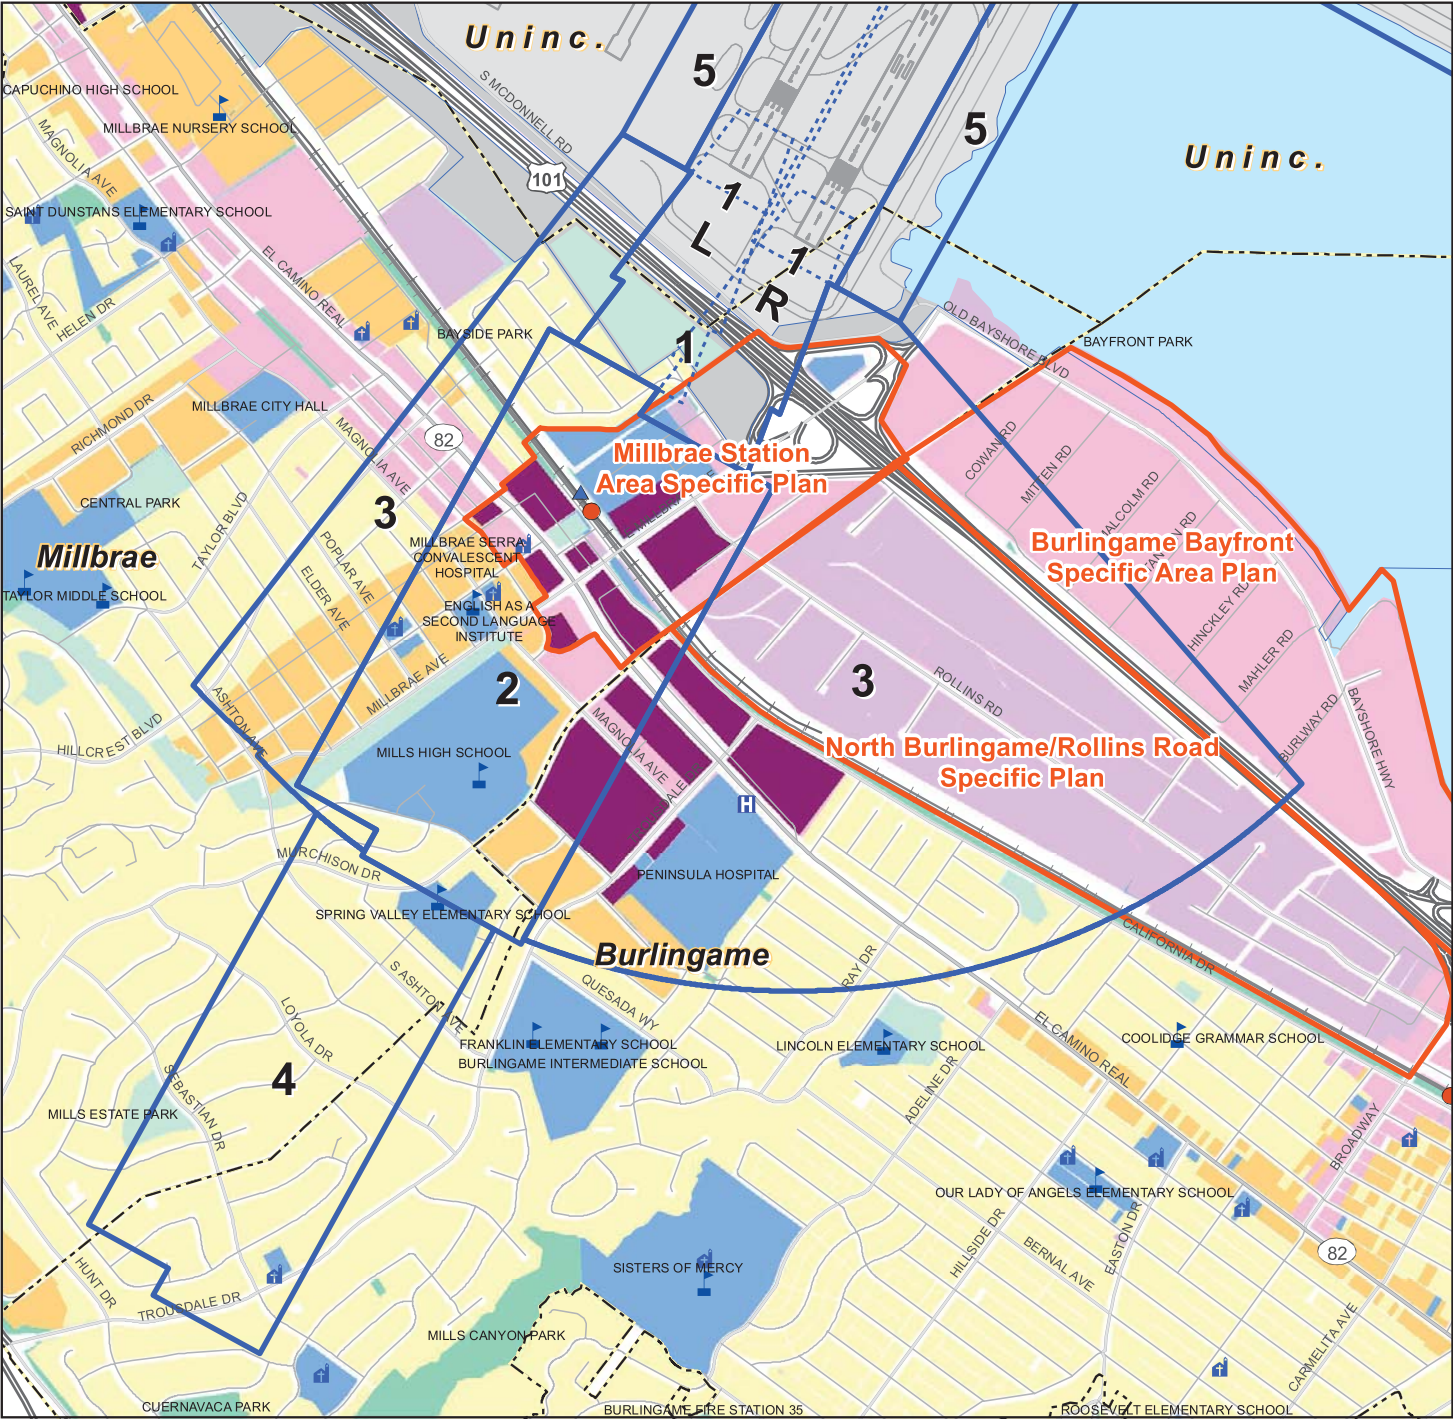 Uninc.
5
S MCDONNELL RD
CAPUCHINO HIGH SCHOOL
MILLBRAE NURSERY SCHOOL
MAGNOLIA AVE
101
5
Uninc.
1
L
1
R
SAINT DUNSTANS ELEMENTARY SCHOOL
LAUREL AVE
HELEN DR
EL CAMINO REAL
BAYSIDE PARK
1
OLD BAYSHORE BLVD
BAYFRONT PARK
RICHMOND DR
MILLBRAE CITY HALL
MAGNOLIA AVE
82
COWAN RD
MITTEN RD
MALCOLM RD
Millbrae Station
Area Specific Plan
CENTRAL PARK
TAYLOR BLVD
3
Millbrae
TAYLOR MIDDLE SCHOOL
POPLAR AVE
ELDER AVE
MILLBRAE SERRA
CONVALESCENT
HOSPITAL
ENGLISH AS A
SECOND LANGUAGE
INSTITUTE
Burlingame Bayfront
Specific Area Plan
HINCKLEY RD
MAHLER RD
BURLWAY RD
BAYSHORE HWY
MILLBRAE AVE
2
3
ROLLINS RD
ASHTON AVE
HILLCREST BLVD
MILLS HIGH SCHOOL
MAGNOLIA AVE
North Burlingame/Rollins Road
Specific Plan
H
MURCHISON DR
PENINSULA HOSPITAL
SPRING VALLEY ELEMENTARY SCHOOL
Burlingame
CALIFORNIA DR
S ASHTON AVE
QUESADA WY
RAY DR
LOYOLA DR
FRANKLIN ELEMENTARY SCHOOL
BURLINGAME INTERMEDIATE SCHOOL
LINCOLN ELEMENTARY SCHOOL
EL CAMINO REAL
COOLIDGE GRAMMAR SCHOOL
4
SEBASTIAN DR
MILLS ESTATE PARK
ADELINE DR
BROADWAY
OUR LADY OF ANGELS ELEMENTARY SCHOOL
HILLSIDE DR
BERNAL AVE
EASTON DR
82
SISTERS OF MERCY
HUNT DR
TROUSDALE DR
MILLS CANYON PARK
CARMELITA AVE
CUERNAVACA PARK
BURLINGAME FIRE STATION 35
ROOSEVELT ELEMENTARY SCHOOL